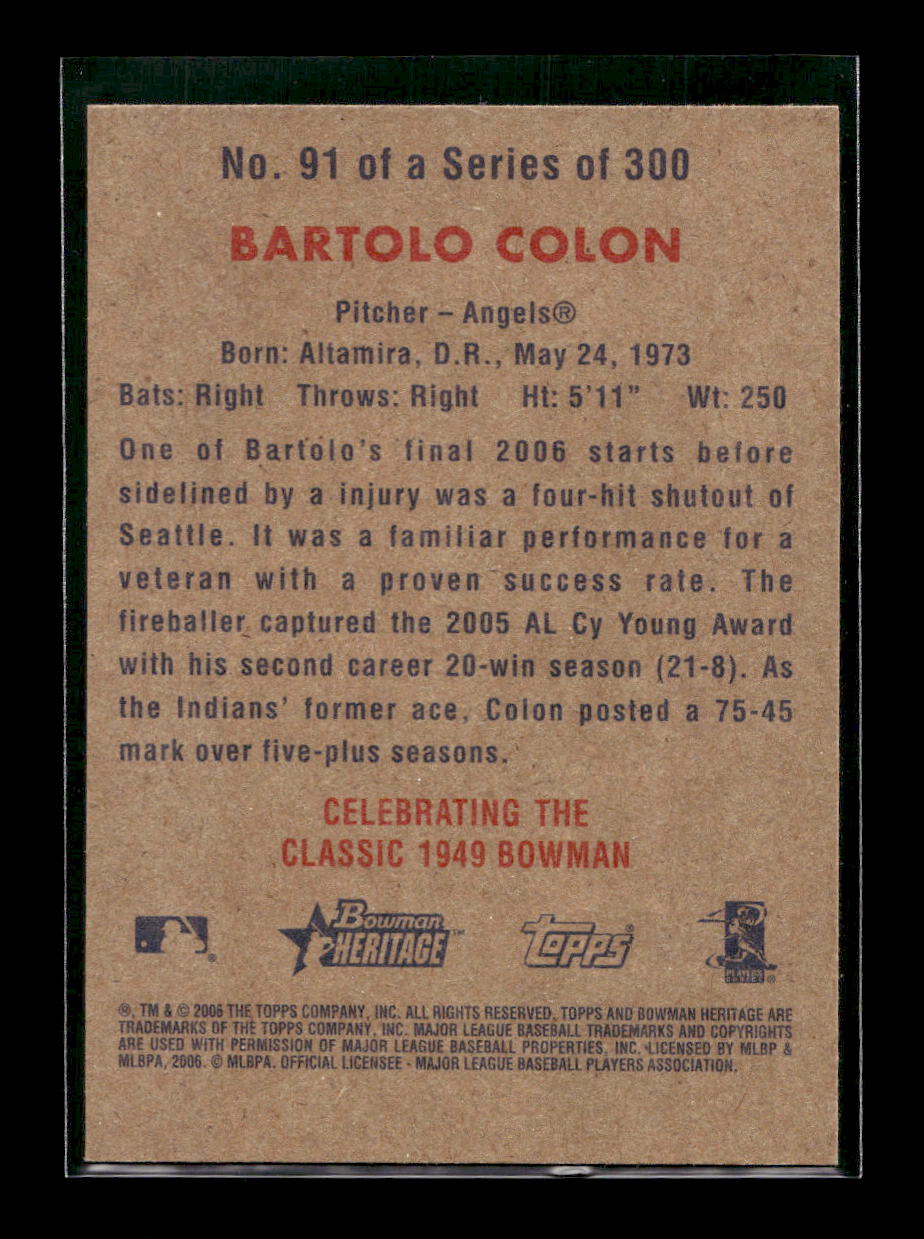 No. 91 of a Series of 300
BARTOLO COLON
Pitcher – Angels®
Born: Altamira, D.R., May 24, 1973
Bats: Right Throws: Right Ht: 5'11" Wt: 250
One of Bartolo's final 2006 starts before
sidelined by a injury was a four-hit shutout of
Seattle. It was a familiar performance for a
veteran with a proven success rate. The
fireballer captured the 2005 AL Cy Young Award
with his second career 20-win season (21-8). As
the Indians' former ace, Colon posted a 75-45
mark over five-plus seasons.
CELEBRATING THE
CLASSIC 1949 BOWMAN
® Bowman HERITAGE™ Topps® PLAYERS CHOICE®
®, TM & © 2006 THE TOPPS COMPANY, INC. ALL RIGHTS RESERVED. TOPPS AND BOWMAN HERITAGE ARE
TRADEMARKS OF THE TOPPS COMPANY, INC. MAJOR LEAGUE BASEBALL TRADEMARKS AND COPYRIGHTS
ARE USED WITH PERMISSION OF MAJOR LEAGUE BASEBALL PROPERTIES, INC. LICENSED BY MLBP &
MLBPA, 2006. © MLBPA. OFFICIAL LICENSEE - MAJOR LEAGUE BASEBALL PLAYERS ASSOCIATION.